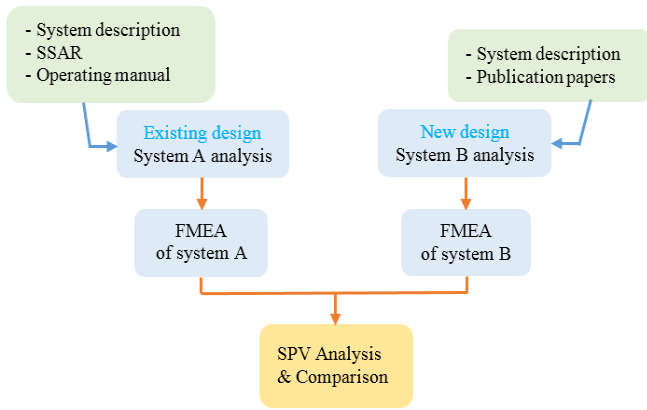 - System description
- SSAR
- Operating manual
- System description
- Publication papers
Existing design
System A analysis
New design
System B analysis
FMEA
of system A
FMEA
of system B
SPV Analysis
& Comparison